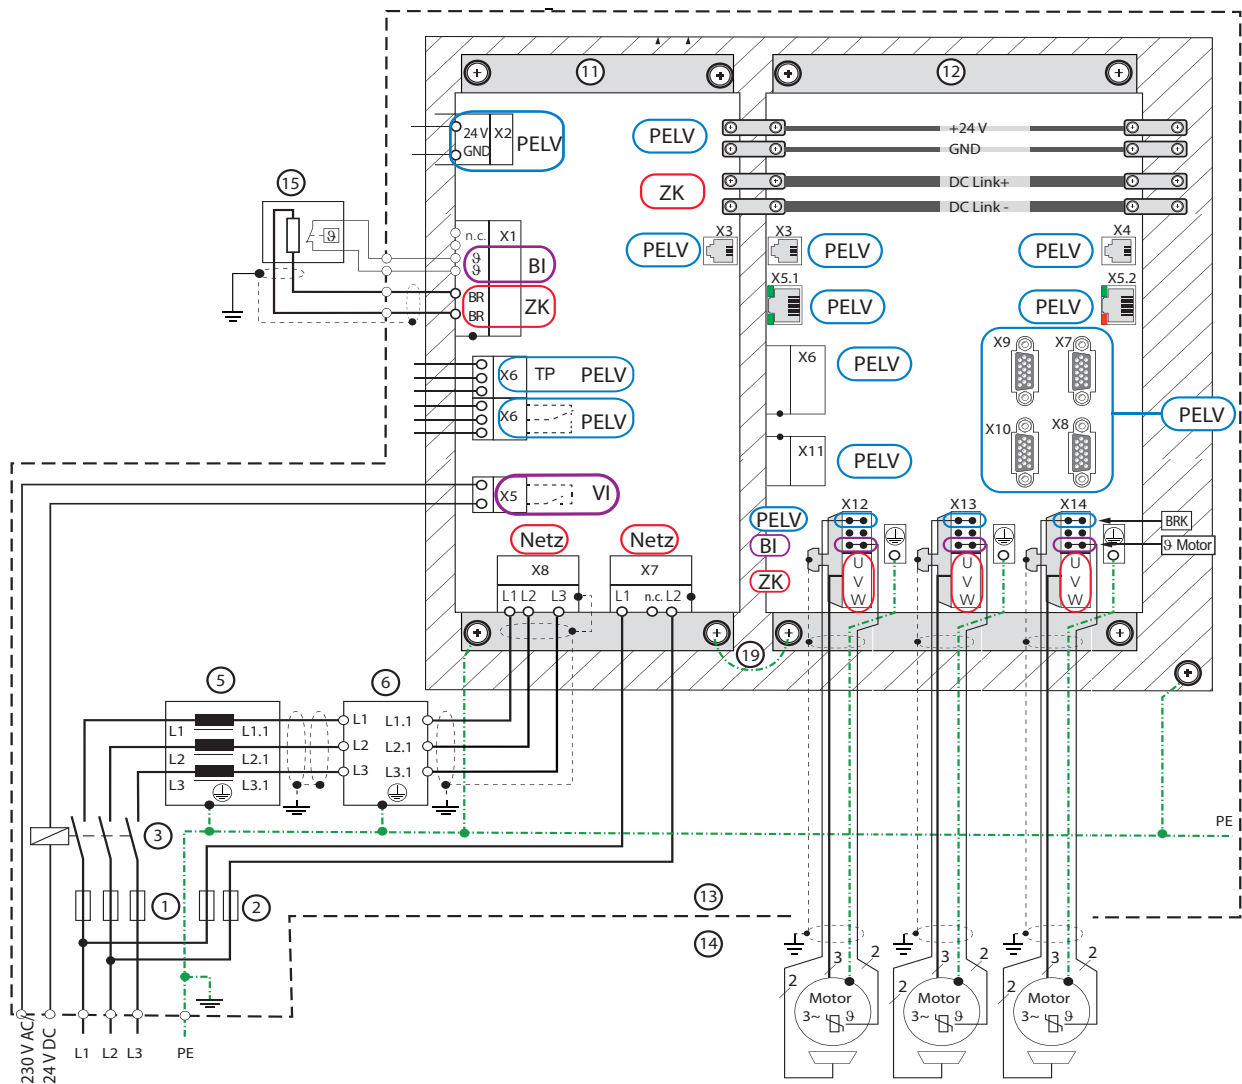 11
12
24 V
X2
GND
PELV
PELV
+24 V
GND
ZK
DC Link+
DC Link -
15
ϑ
n.c.
X1
ϑ
ϑ
BI
BR
BR
ZK
PELV
X3
X3
PELV
PELV
X4
X5.1
PELV
PELV
X5.2
X6
TP
PELV
X6
PELV
X6
PELV
X9
X7
X10
X8
PELV
X11
PELV
X5
VI
Netz
Netz
X8
X7
L1
L2
L3
L1
n.c.
L2
PELV
BI
ZK
X12
X13
X14
U
V
W
U
V
W
U
V
W
BRK
ϑ Motor
19
5
6
L1
L1.1
L2
L2.1
L3
L3.1
L1
L1.1
L2
L2.1
L3
L3.1
3
PE
1
2
13
14
2
3
2
2
3
2
2
3
2
Motor
3~
ϑ
Motor
3~
ϑ
Motor
3~
ϑ
230 V AC/
24 V DC
L1
L2
L3
PE